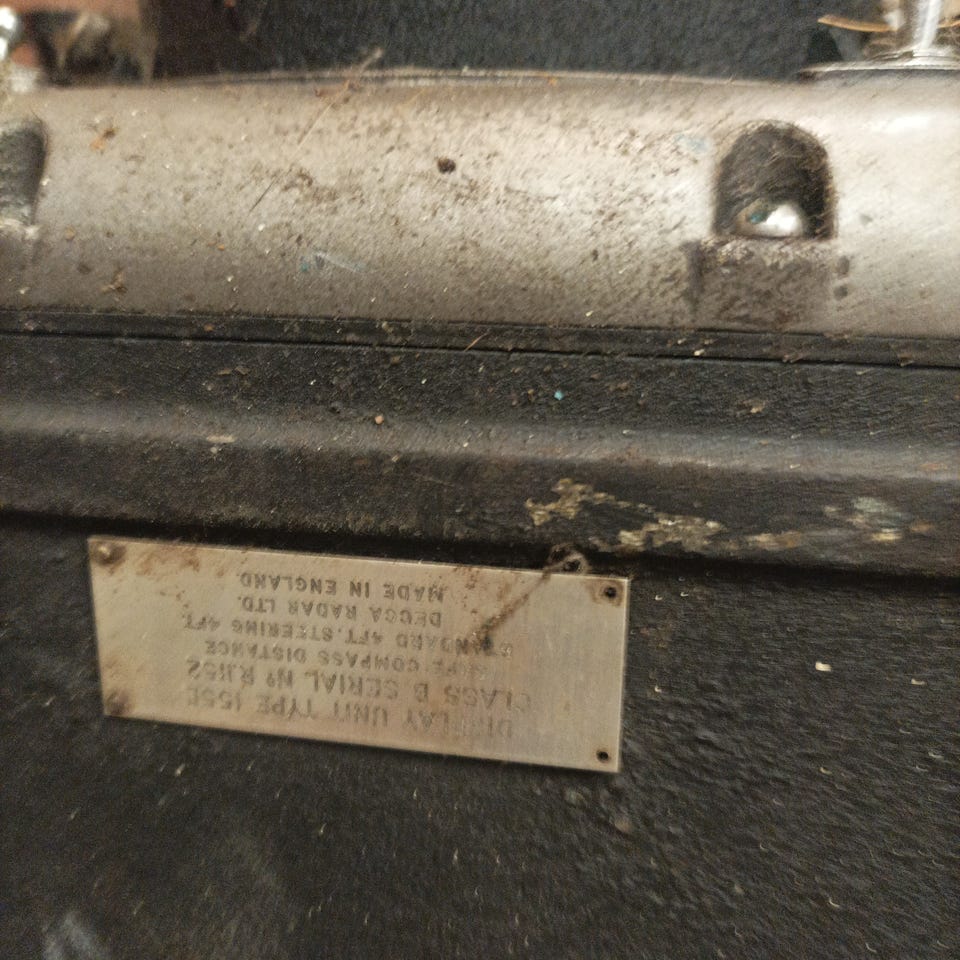 DISPLAY UNIT TYPE 155E
CLASS B SERIAL Nº
SAFE COMPASS DISTANCE
STANDARD 4FT. STEERING 4FT.
DECCA RADAR LTD.
MADE IN ENGLAND.